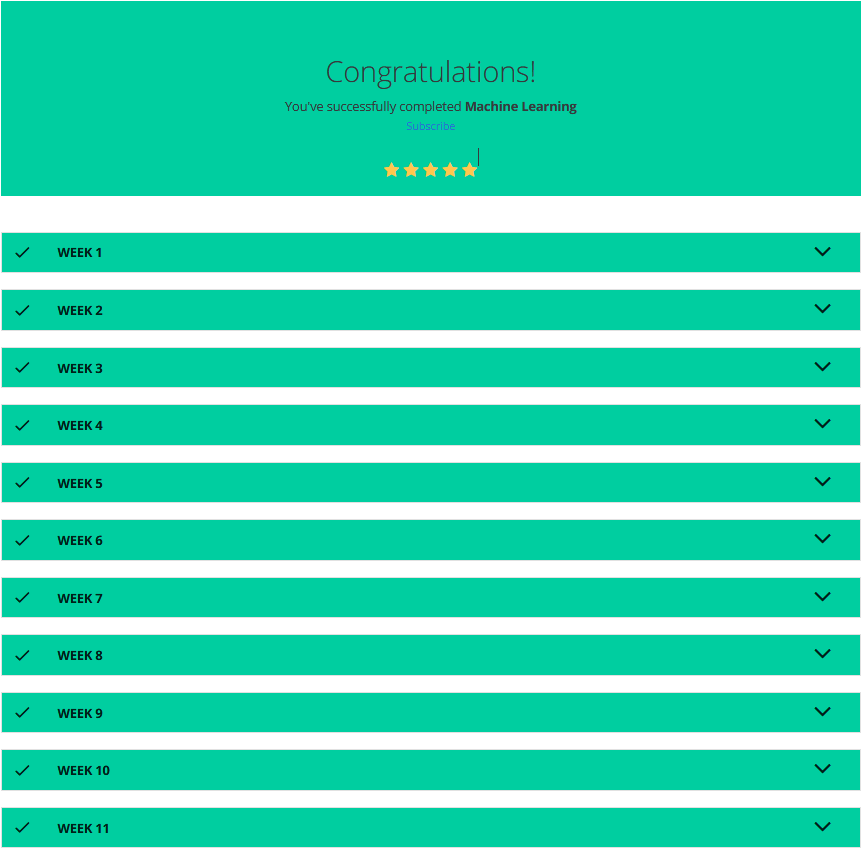 Congratulations!
You've successfully completed Machine Learning
Subscribe
WEEK 1
WEEK 2
WEEK 3
WEEK 4
WEEK 5
WEEK 6
WEEK 7
WEEK 8
WEEK 9
WEEK 10
WEEK 11